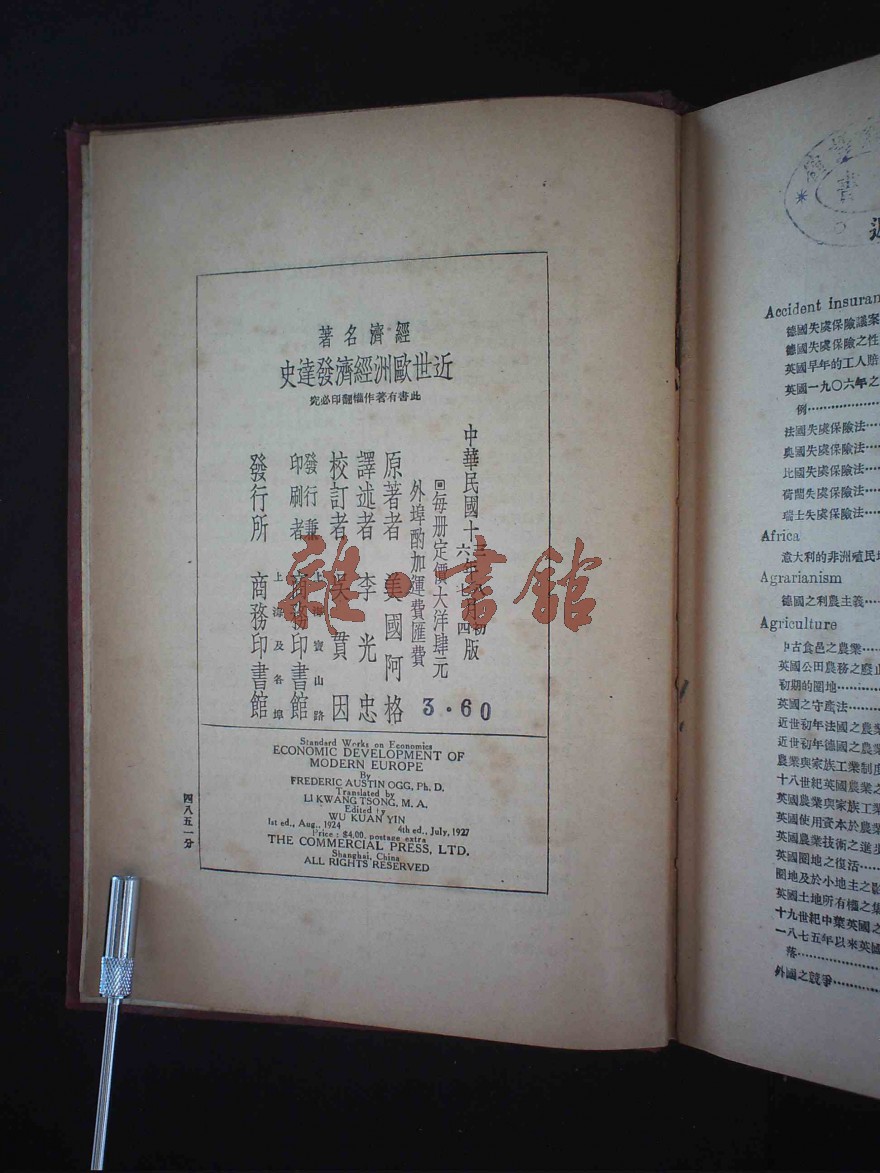 經濟名著
近世歐洲經濟發達史
此書有著作權翻印必究
中華民國十三年八月初版
六年七月四
每册定價大洋肆元
外埠酌加運費匯費
原著者 美國阿格
譯述者 李光忠
校訂者 吳貫因
發行兼印刷者 上海寶山路 商務印書館
發行所 上海及各埠 商務印書館
3.60
Standard Works on Economics
ECONOMIC DEVELOPMENT OF
MODERN EUROPE
By
FREDERIC AUSTIN OGG, Ph. D.
Translated by
LI KWANG TSONG, M. A.
Edited by
WU KUAN YIN
1st ed., Aug., 1924 4th ed., July, 1927
Price: $4.00, postage extra
THE COMMERCIAL PRESS, LTD.
Shanghai, China
ALL RIGHTS RESERVED
四八五一分
雜·書館
Accident insuran
德國失虞保險議案
德國失虞保險之性
英國早年的工人賠
英國一九〇六年之
例
法國失虞保險法
奧國失虞保險法
比國失虞保險法
荷蘭失虞保險法
瑞士失虞保險法
Africa
意大利的非洲殖民地
Agrarianism
德國之利農主義
Agriculture
中古食邑之農業
英國公田農務之廢止
初期的圈地
英國之守產法
近世初年法國之農業
近世初年德國之農業
農業與家族工業制度
十八世紀英國農業之
英國農業與家族工業
英國使用資本於農業
英國農業技術之進步
英國圈地之復活
圈地及於小地主之影
英國土地所有權之集
十九世紀中葉英國之
一八七五年以來英國
落
外國之競爭